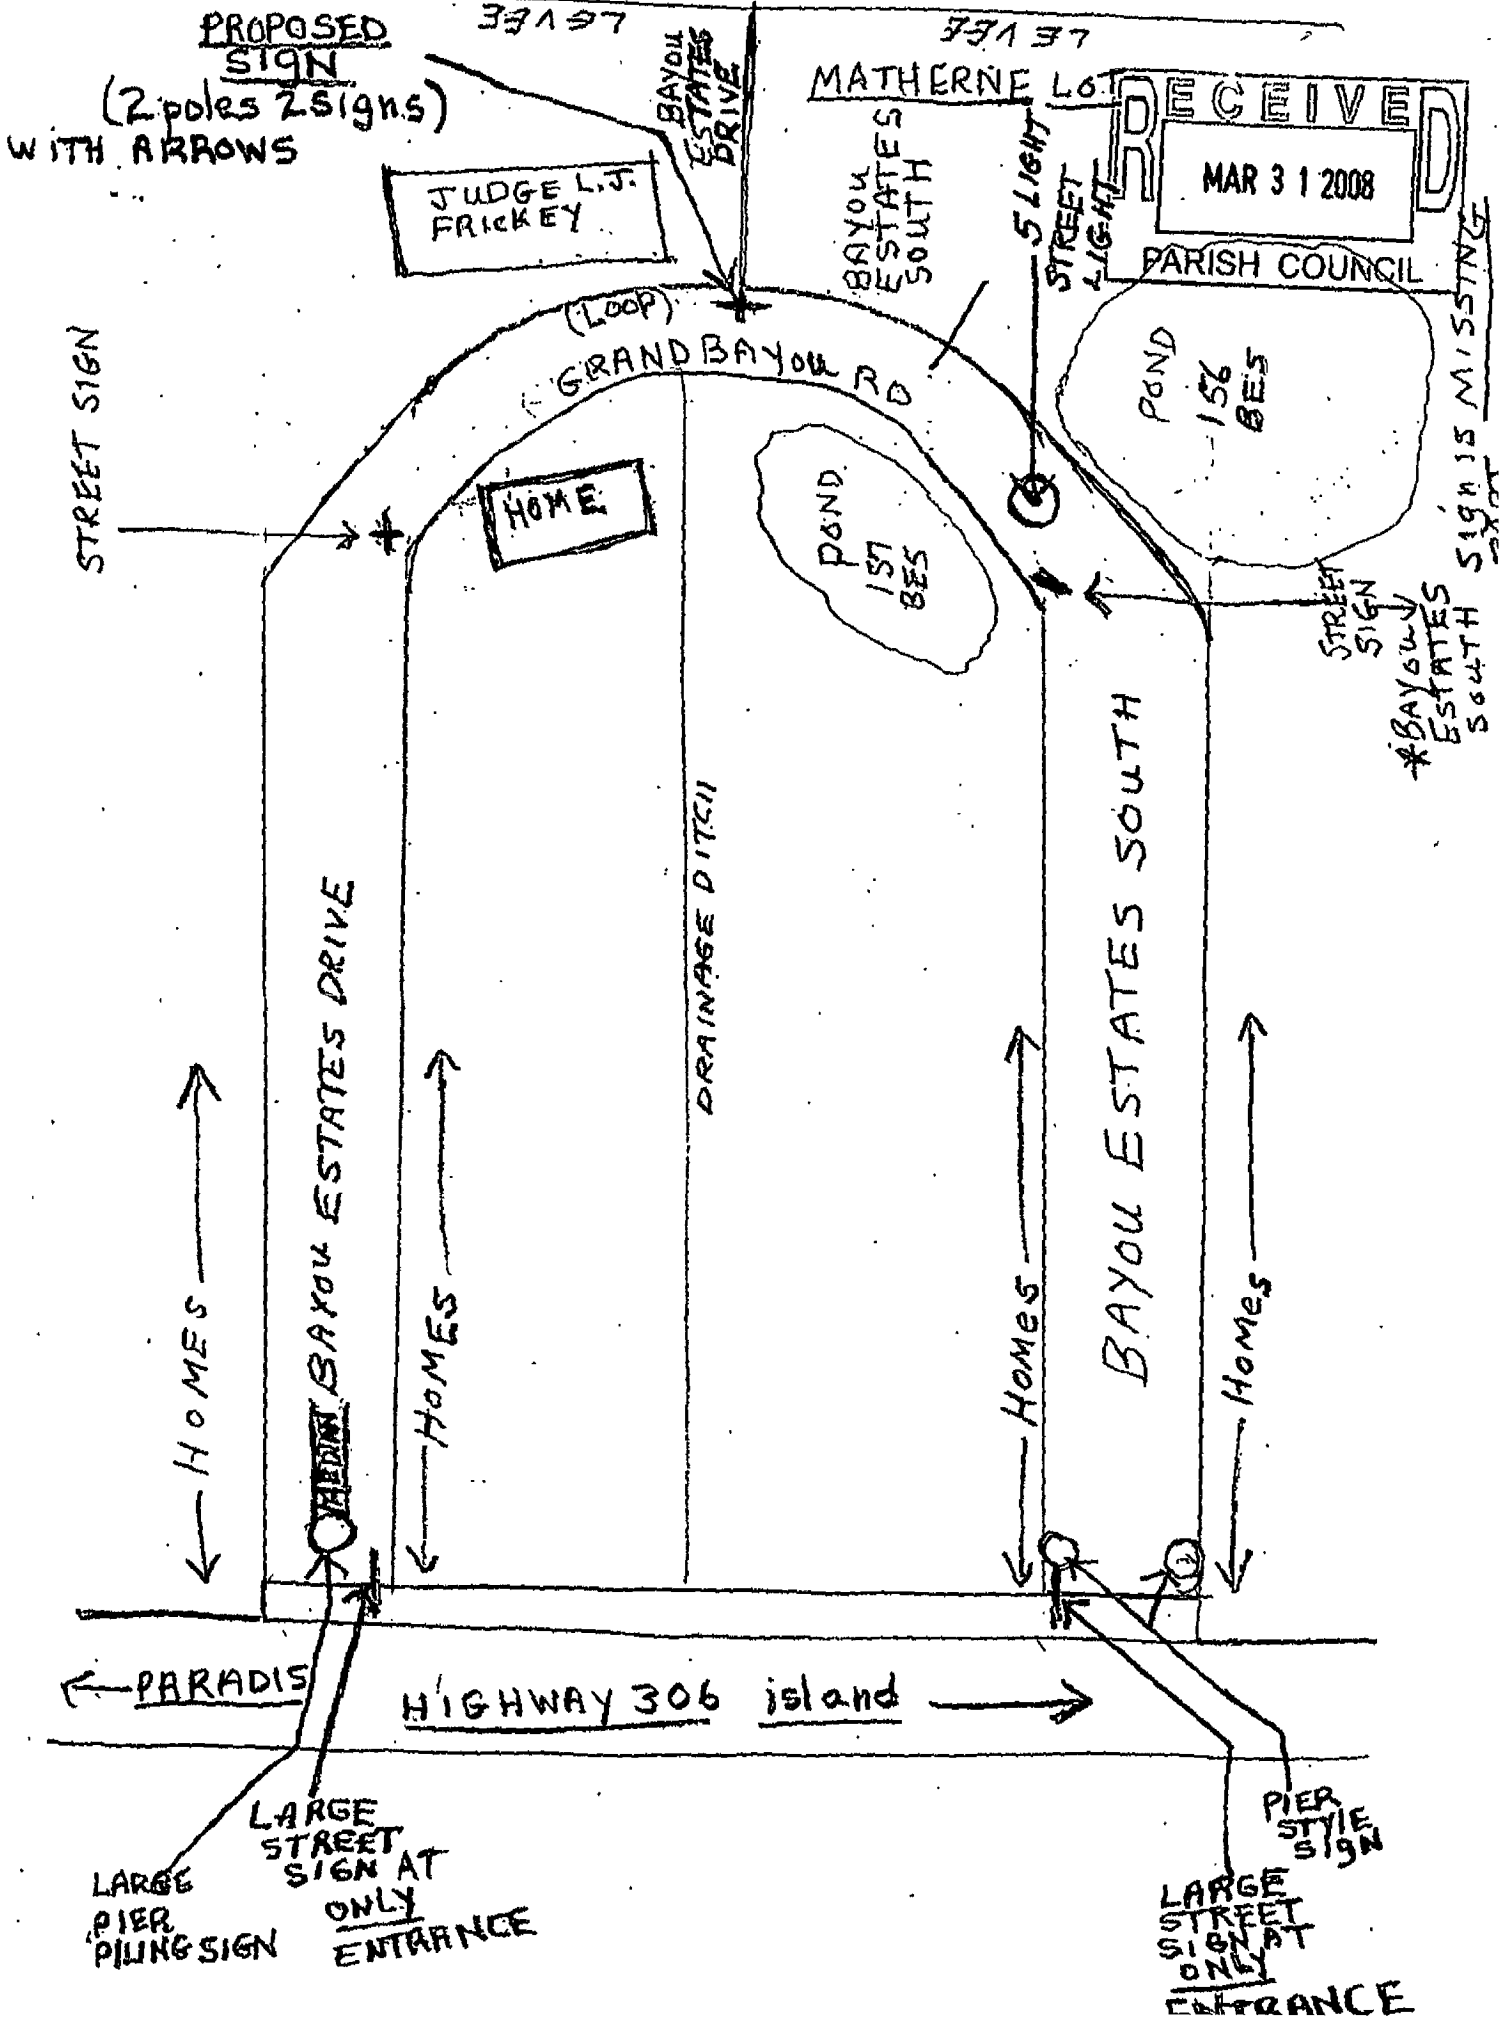 PROPOSED
SIGN
(2 poles 2 signs)
WITH ARROWS
LEVEE
LEVEE
BAYOU
ESTATES
DRIVE
MATHERNE LOT
RECEIVED
MAR 31 2008
PARISH COUNCIL
JUDGE L.J.
FRICKEY
BAYOU
ESTATES
SOUTH
5 LIGHT
STREET
LIGHT
(LOOP)
GRAND BAYOU RD
STREET SIGN
HOME
POND
157
BES
POND
156
BES
STREET
SIGN
*BAYOU
ESTATES
SOUTH
Sign is MISSING
DRAINAGE DITCH
BAYOU ESTATES DRIVE
BAYOU ESTATES SOUTH
HOMES
HOMES
HOMES
HOMES
PARADIS
HIGHWAY 306 island
LARGE
PIER
PILING SIGN
LARGE
STREET
SIGN AT
ONLY
ENTRANCE
LARGE
STREET
SIGN AT
ONLY
ENTRANCE
PIER
STYLE
SIGN